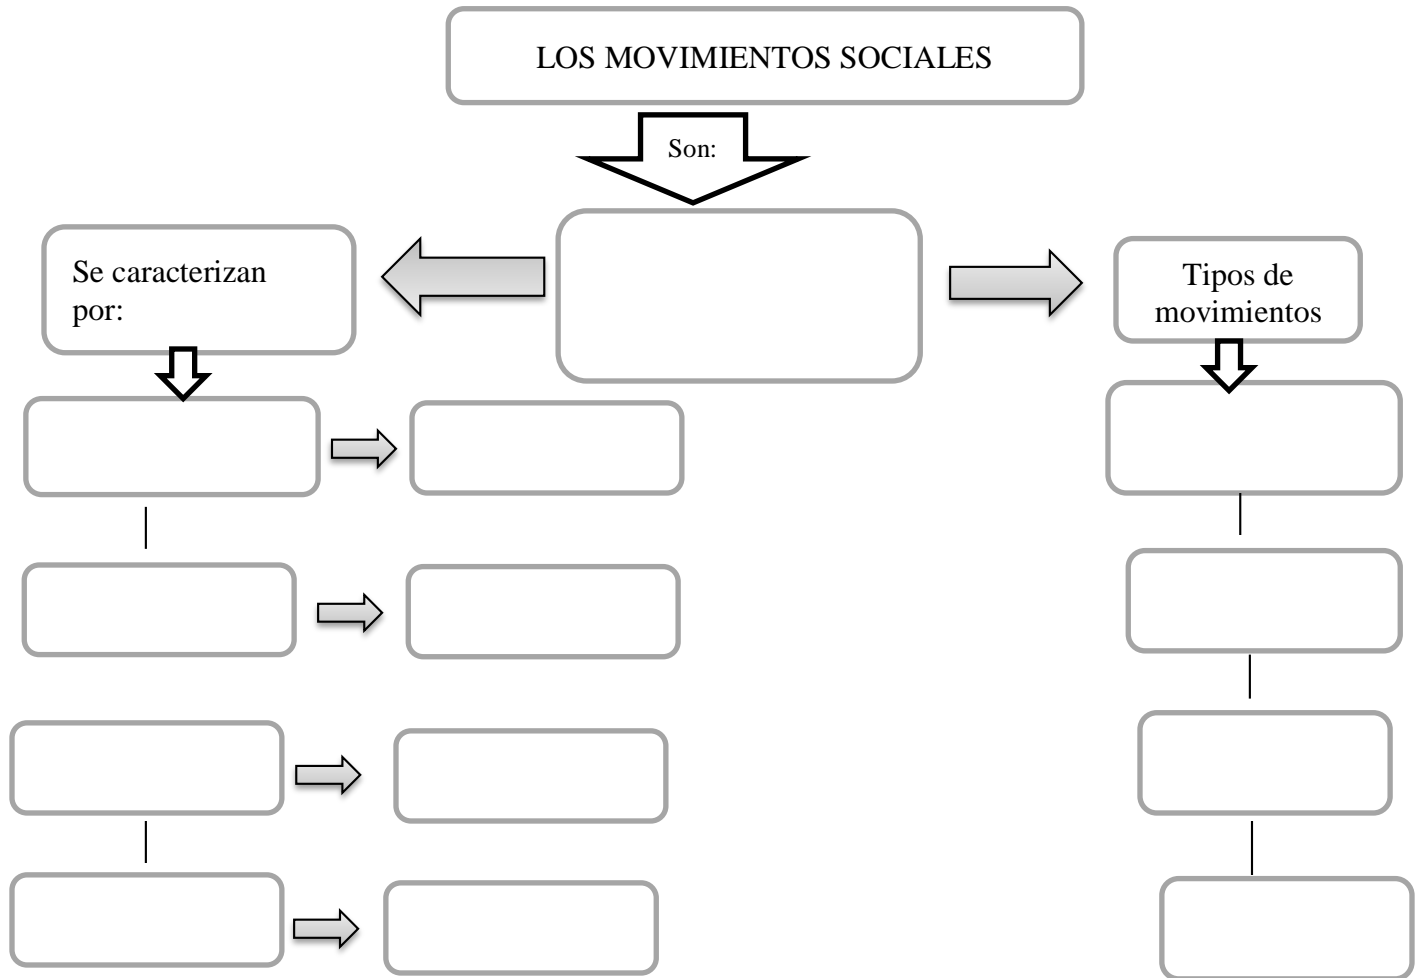 LOS MOVIMIENTOS SOCIALES
Son:
Se caracterizan
por:
Tipos de
movimientos